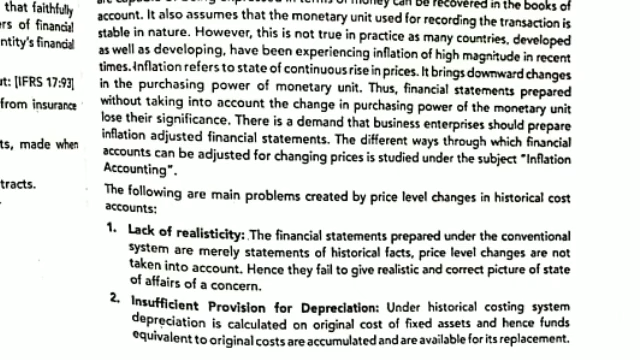 that faithfully
rs of financial
ntity's financial
t: [IFRS 17:93]
from insurance
ts, made when
tracts.
can be recovered in the books of
account. It also assumes that the monetary unit used for recording the transaction is
stable in nature. However, this is not true in practice as many countries, developed
as well as developing, have been experiencing inflation of high magnitude in recent
times. Inflation refers to state of continuous rise in prices. It brings downward changes
in the purchasing power of monetary unit. Thus, financial statements prepared
without taking into account the change in purchasing power of the monetary unit
lose their significance. There is a demand that business enterprises should prepare
inflation adjusted financial statements. The different ways through which financial
accounts can be adjusted for changing prices is studied under the subject "Inflation
Accounting".
The following are main problems created by price level changes in historical cost
accounts:
1. Lack of realisticity: The financial statements prepared under the conventional
system are merely statements of historical facts, price level changes are not
taken into account. Hence they fail to give realistic and correct picture of state
of affairs of a concern.
2. Insufficient Provision for Depreciation: Under historical costing system
depreciation is calculated on original cost of fixed assets and hence funds
equivalent to original costs are accumulated and are available for its replacement.